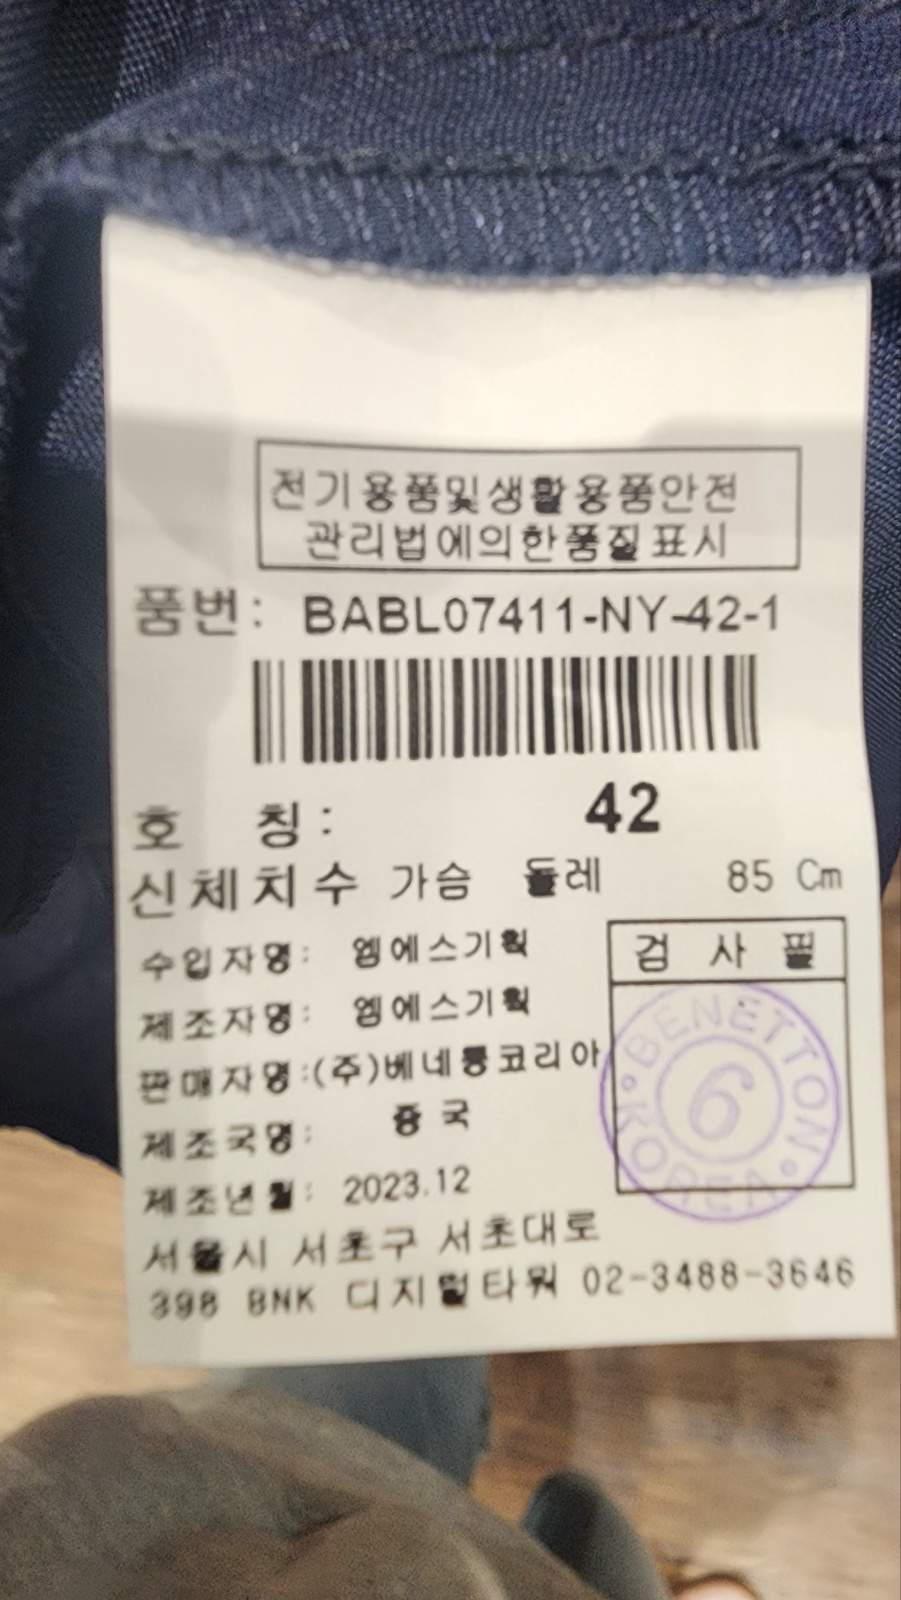 전기용품및생활용품안전
관리법에의한품질표시
품번: BABL07411-NY-42-1
호 칭: 42
신체치수 가슴 둘레 85 Cm
수입자명: 엠에스기획
제조자명: 엠에스기획
판매자명:(주)베네통코리아
제조국명: 중국
제조년월: 2023.12
검 사 필
BENETTON KOREA
6
서울시 서초구 서초대로
398 BNK 디지털타워 02-3488-3646